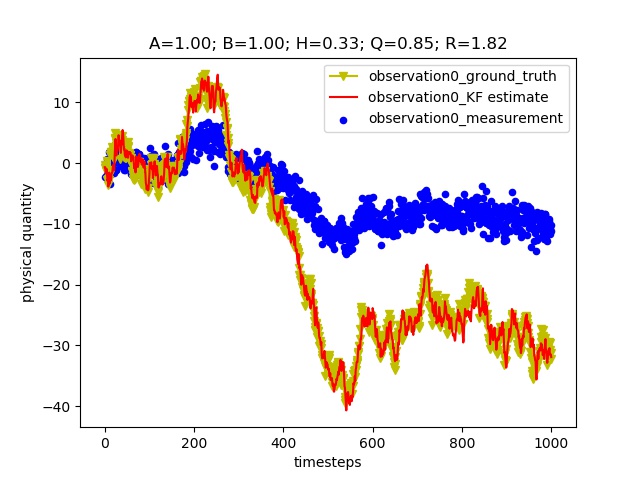 A=1.00; B=1.00; H=0.33; Q=0.85; R=1.82
observation0_ground_truth
observation0_KF estimate
observation0_measurement
physical quantity
10
0
−10
−20
−30
−40
0 200 400 600 800 1000
timesteps